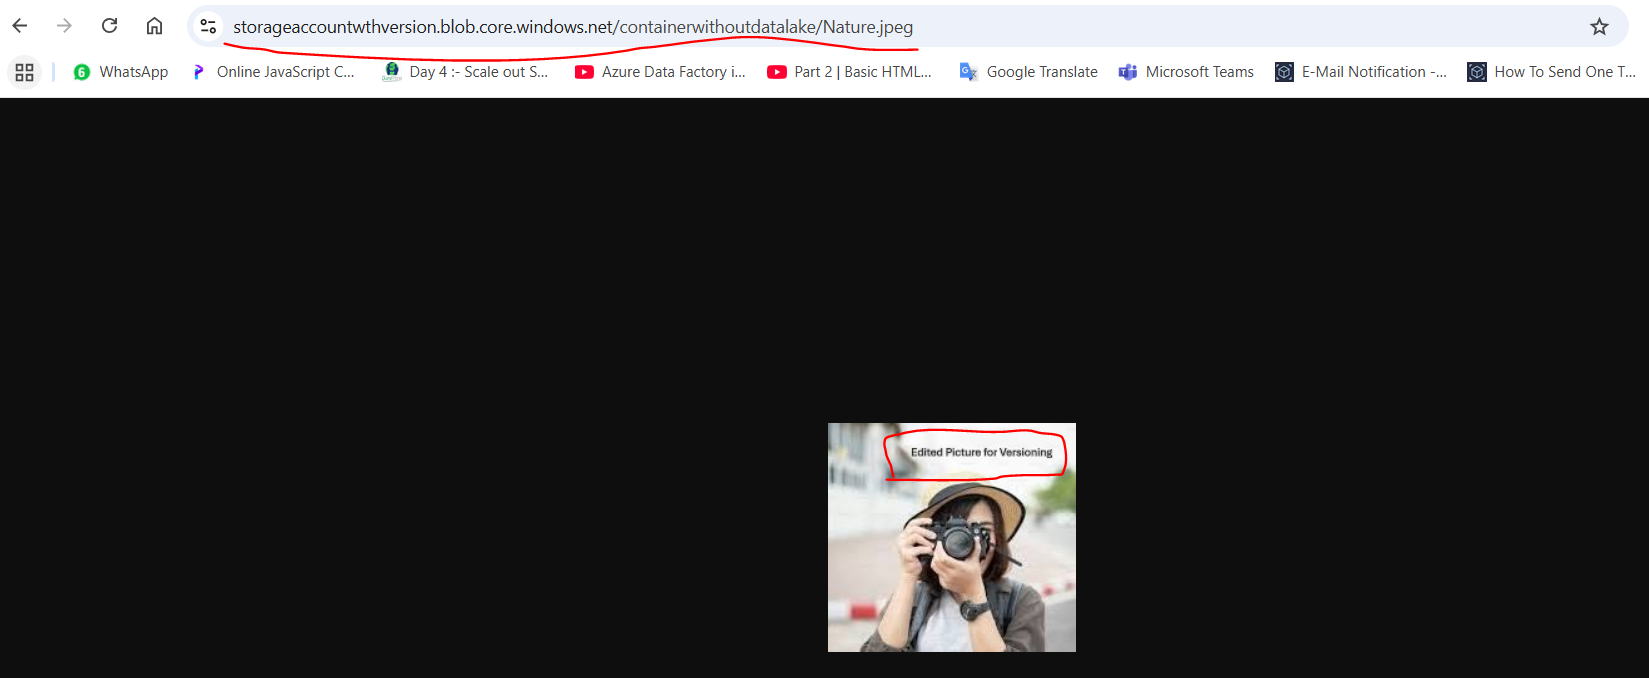 storageaccountwthversion.blob.core.windows.net/containerwithoutdatalake/Nature.jpeg
6 WhatsApp Online JavaScript C... Day 4 :- Scale out S... Azure Data Factory i... Part 2 | Basic HTML... Google Translate Microsoft Teams E-Mail Notification -... How To Send One T...
Edited Picture for Versioning